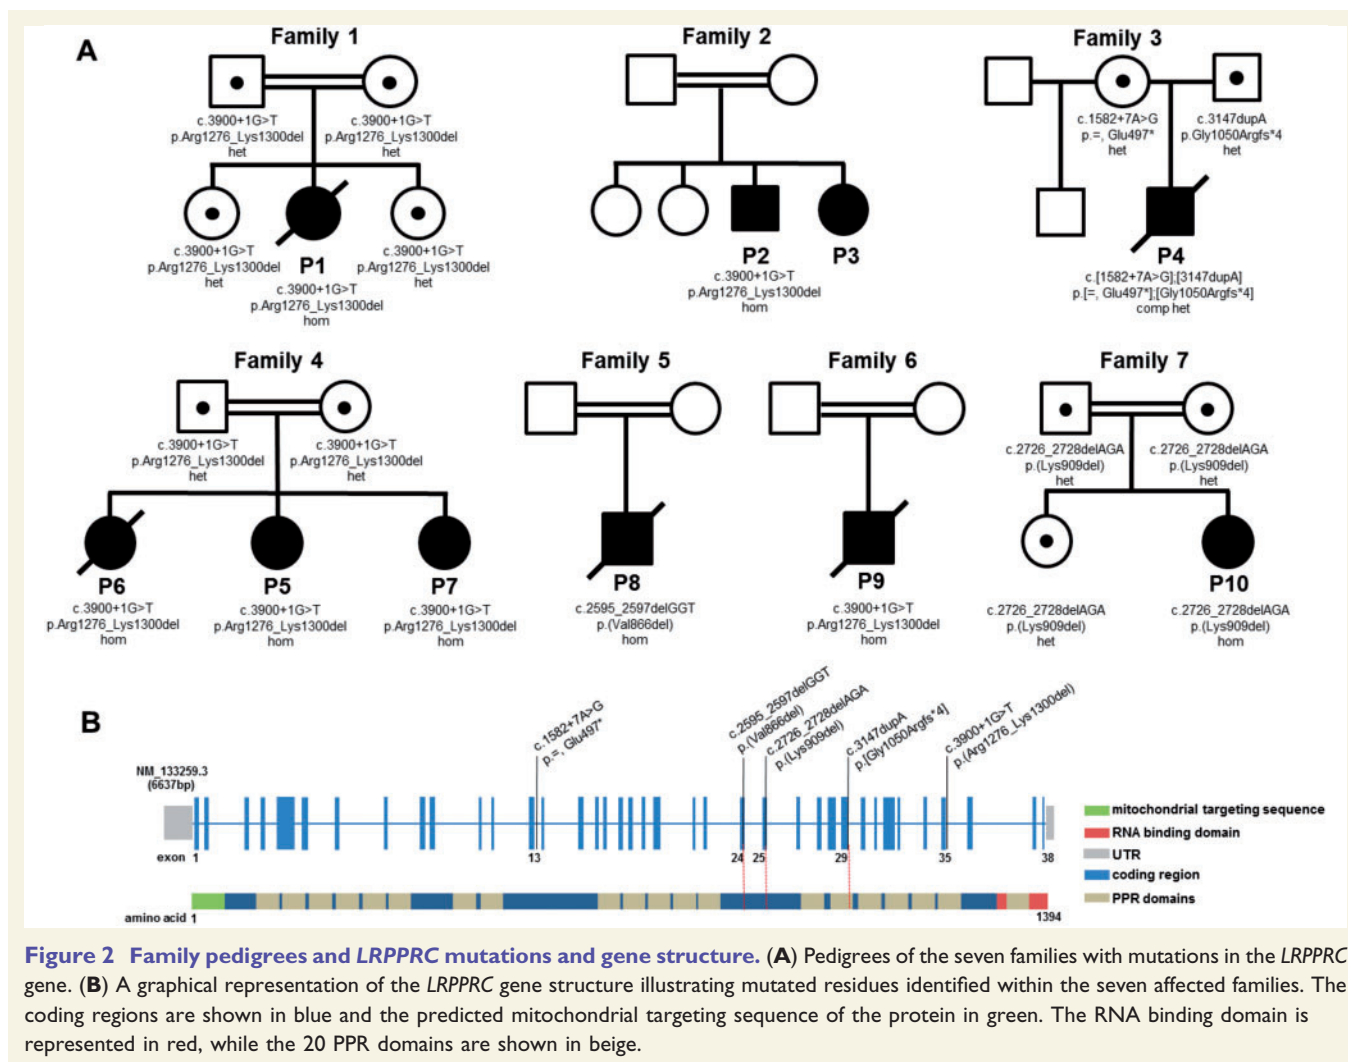 A
Family 1
c.3900+1G>T
p.Arg1276_Lys1300del
het
c.3900+1G>T
p.Arg1276_Lys1300del
het
c.3900+1G>T
p.Arg1276_Lys1300del
het
P1
c.3900+1G>T
p.Arg1276_Lys1300del
hom
c.3900+1G>T
p.Arg1276_Lys1300del
het
Family 2
P2
c.3900+1G>T
p.Arg1276_Lys1300del
hom
P3
Family 3
c.1582+7A>G
p.=, Glu497*
het
c.3147dupA
p.Gly1050Argfs*4
het
P4
c.[1582+7A>G];[3147dupA]
p.[=, Glu497*];[Gly1050Argfs*4]
comp het
Family 4
c.3900+1G>T
p.Arg1276_Lys1300del
het
c.3900+1G>T
p.Arg1276_Lys1300del
het
P6
c.3900+1G>T
p.Arg1276_Lys1300del
hom
P5
c.3900+1G>T
p.Arg1276_Lys1300del
hom
P7
c.3900+1G>T
p.Arg1276_Lys1300del
hom
Family 5
P8
c.2595_2597delGGT
p.(Val866del)
hom
Family 6
P9
c.3900+1G>T
p.Arg1276_Lys1300del
hom
Family 7
c.2726_2728delAGA
p.(Lys909del)
het
c.2726_2728delAGA
p.(Lys909del)
het
c.2726_2728delAGA
p.(Lys909del)
het
P10
c.2726_2728delAGA
p.(Lys909del)
hom
B
NM_133259.3
(6637bp)
c.1582+7A>G
p.=, Glu497*
c.2595_2597delGGT
p.(Val866del)
c.2726_2728delAGA
p.(Lys909del)
c.3147dupA
p.[Gly1050Argfs*4]
c.3900+1G>T
p.(Arg1276_Lys1300del)
exon 1 13 24 25 29 35 38
amino acid 1 1394
mitochondrial targeting sequence
RNA binding domain
UTR
coding region
PPR domains
Figure 2 Family pedigrees and LRPPRC mutations and gene structure. (A) Pedigrees of the seven families with mutations in the LRPPRC
gene. (B) A graphical representation of the LRPPRC gene structure illustrating mutated residues identified within the seven affected families. The
coding regions are shown in blue and the predicted mitochondrial targeting sequence of the protein in green. The RNA binding domain is
represented in red, while the 20 PPR domains are shown in beige.